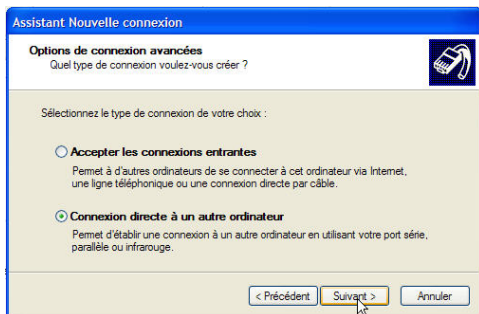 Assistant Nouvelle connexion
Options de connexion avancées
Quel type de connexion voulez-vous créer ?
Sélectionnez le type de connexion de votre choix :
Accepter les connexions entrantes
Permet à d'autres ordinateurs de se connecter à cet ordinateur via Internet,
une ligne téléphonique ou une connexion directe par câble.
Connexion directe à un autre ordinateur
Permet d'établir une connexion à un autre ordinateur en utilisant votre port série,
parallèle ou infrarouge.
< Précédent Suivant > Annuler